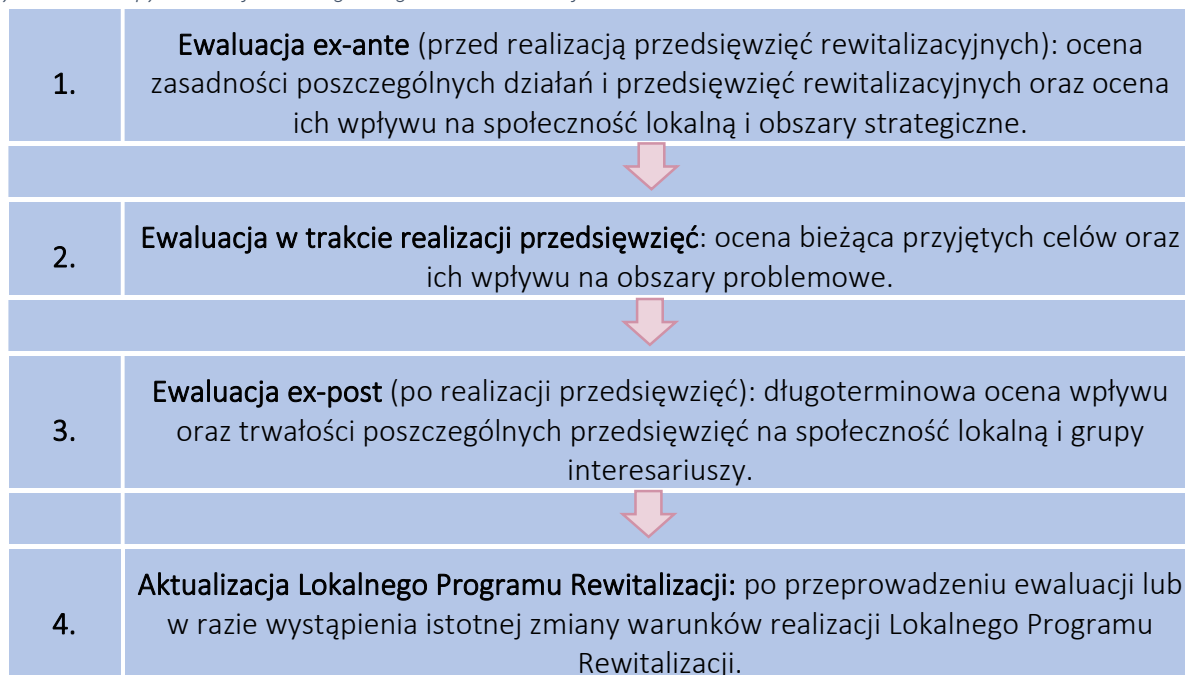 1.
Ewaluacja ex-ante (przed realizacją przedsięwzięć rewitalizacyjnych): ocena
zasadności poszczególnych działań i przedsięwzięć rewitalizacyjnych oraz ocena
ich wpływu na społeczność lokalną i obszary strategiczne.
2.
Ewaluacja w trakcie realizacji przedsięwzięć: ocena bieżąca przyjętych celów oraz
ich wpływu na obszary problemowe.
3.
Ewaluacja ex-post (po realizacji przedsięwzięć): długoterminowa ocena wpływu
oraz trwałości poszczególnych przedsięwzięć na społeczność lokalną i grupy
interesariuszy.
4.
Aktualizacja Lokalnego Programu Rewitalizacji: po przeprowadzeniu ewaluacji lub
w razie wystąpienia istotnej zmiany warunków realizacji Lokalnego Programu
Rewitalizacji.